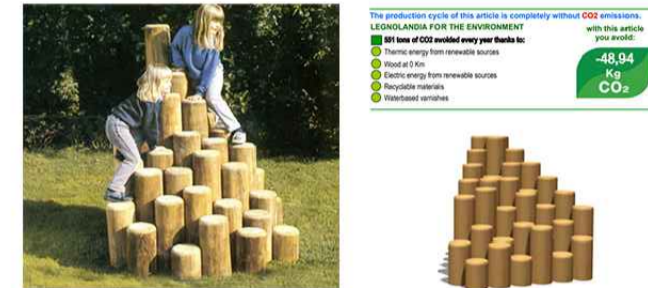 The production cycle of this article is completely without CO2 emissions.
LEGNOLANDIA FOR THE ENVIRONMENT
551 tons of CO2 avoided every year thanks to:
Thermic energy from renewable sources
Wood at 0 Km
Electric energy from renewable sources
Recyclable materials
Waterbased varnishes
with this article
you avoid:
-48,94
Kg
CO2